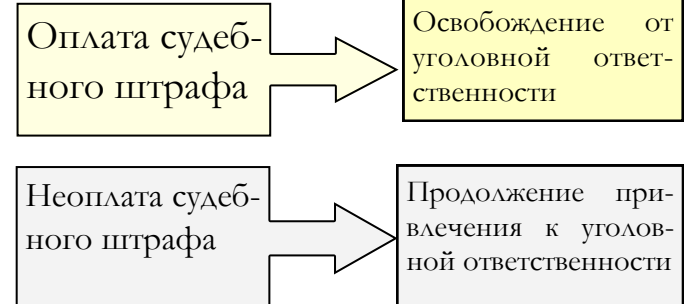 Оплата судеб-
ного штрафа
Освобождение от
уголовной ответ-
ственности
Неоплата судеб-
ного штрафа
Продолжение при-
влечения к уголов-
ной ответственности